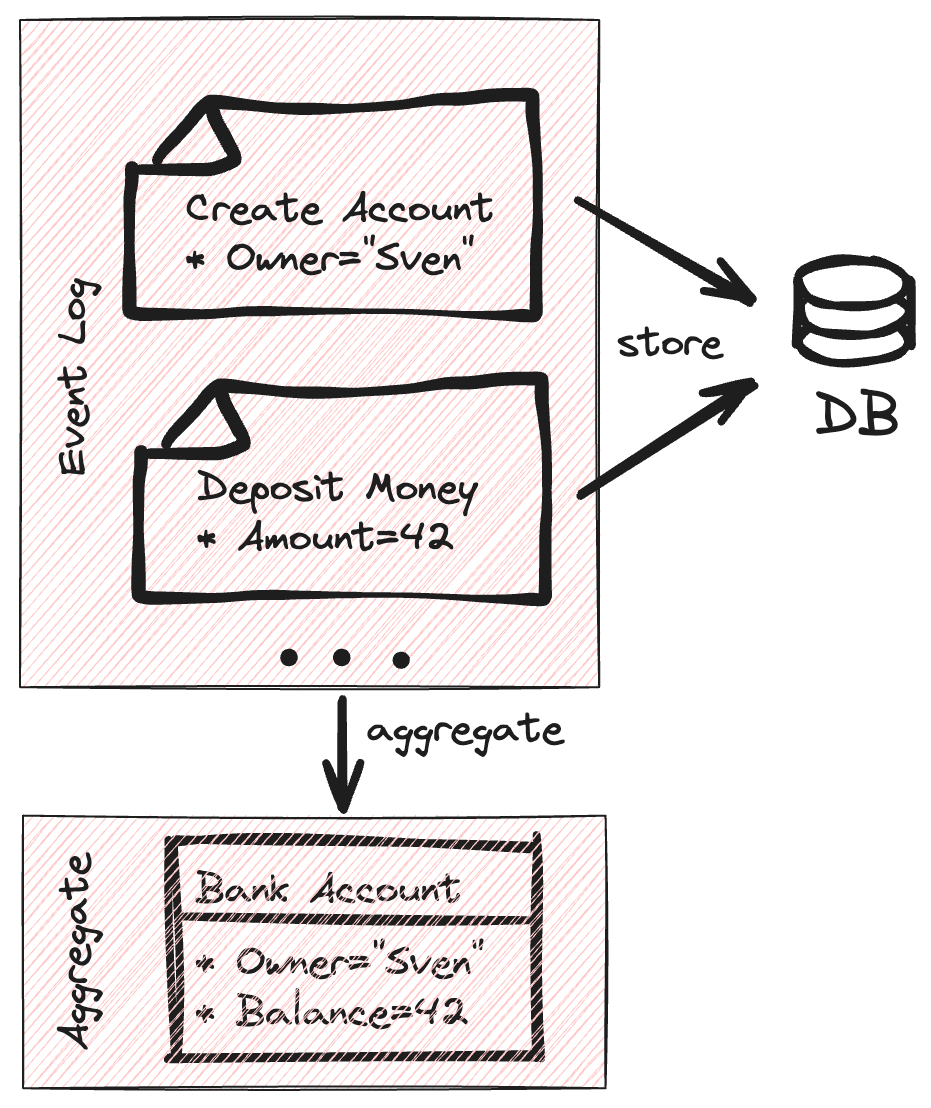 Event Log
Create Account
* Owner="Sven"
store
DB
Deposit Money
* Amount=42
• • •
aggregate
Aggregate
Bank Account
* Owner="Sven"
* Balance=42